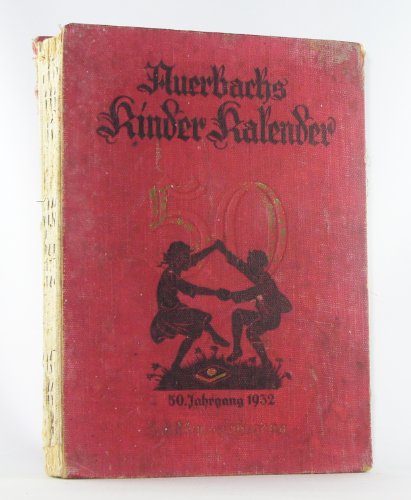 Auerbachs
Kinder Kalender
50
50. Jahrgang 1932